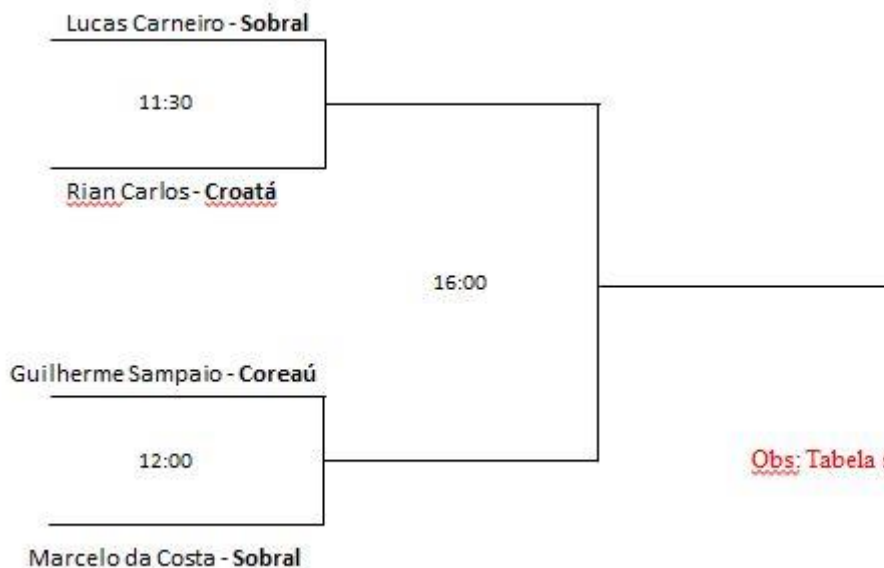 Lucas Carneiro - Sobral
11:30
Rian Carlos - Croatá
16:00
Guilherme Sampaio - Coreaú
12:00
Obs: Tabela
Marcelo da Costa - Sobral